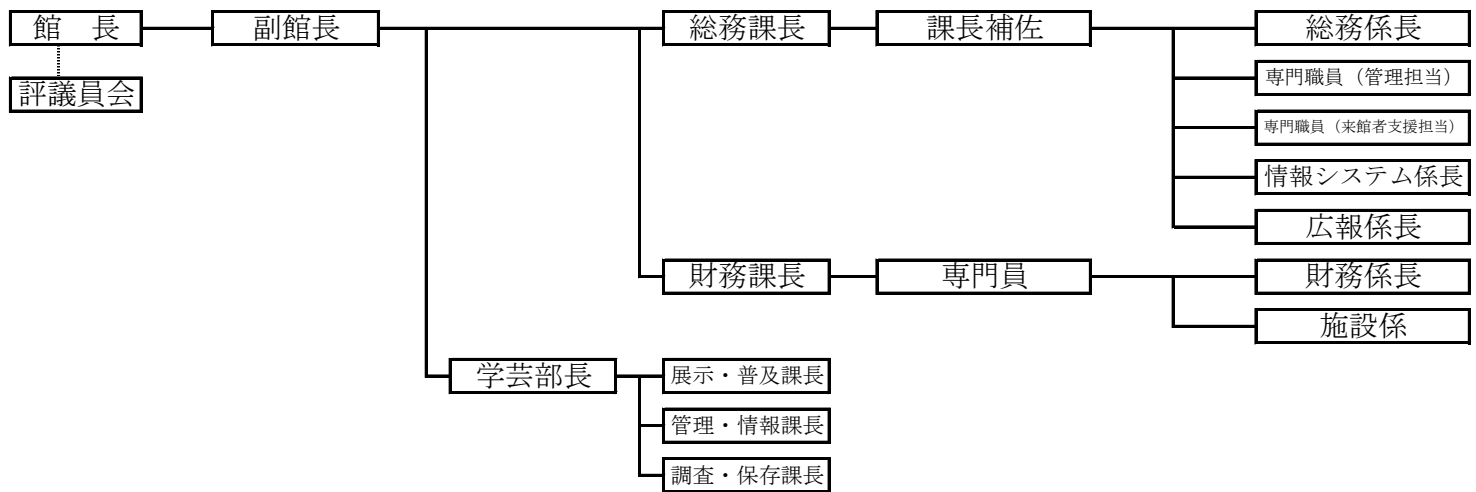 館　長
副館長
総務課長
課長補佐
総務係長
評議員会
専門職員（管理担当）
専門職員（来館者支援担当）
情報システム係長
広報係長
財務課長
専門員
財務係長
施設係
学芸部長
展示・普及課長
管理・情報課長
調査・保存課長